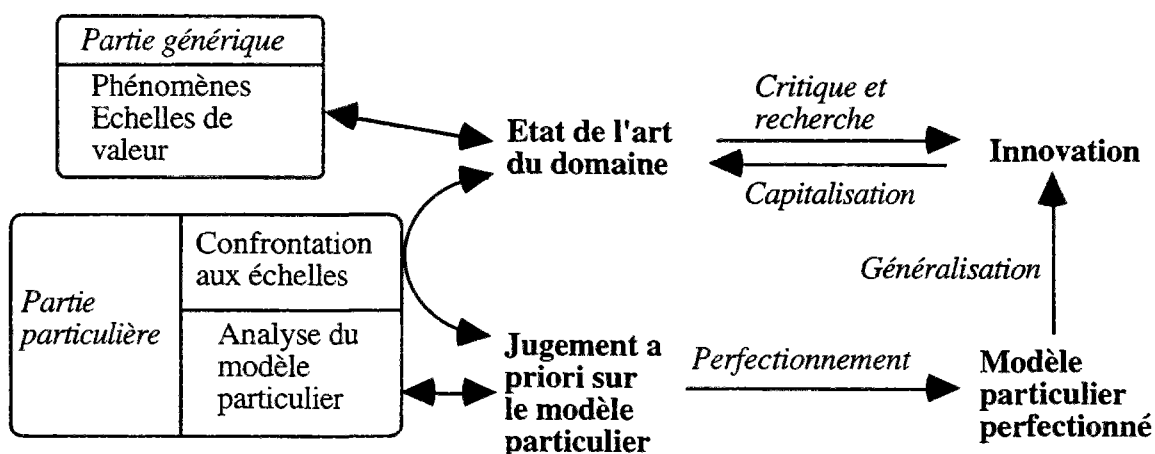 Partie générique
Phénomènes
Echelles de
valeur
Etat de l'art
du domaine
Critique et
recherche
Capitalisation
Innovation
Partie
particulière
Confrontation
aux échelles
Analyse du
modèle
particulier
Généralisation
Jugement a
priori sur
le modèle
particulier
Perfectionnement
Modèle
particulier
perfectionné